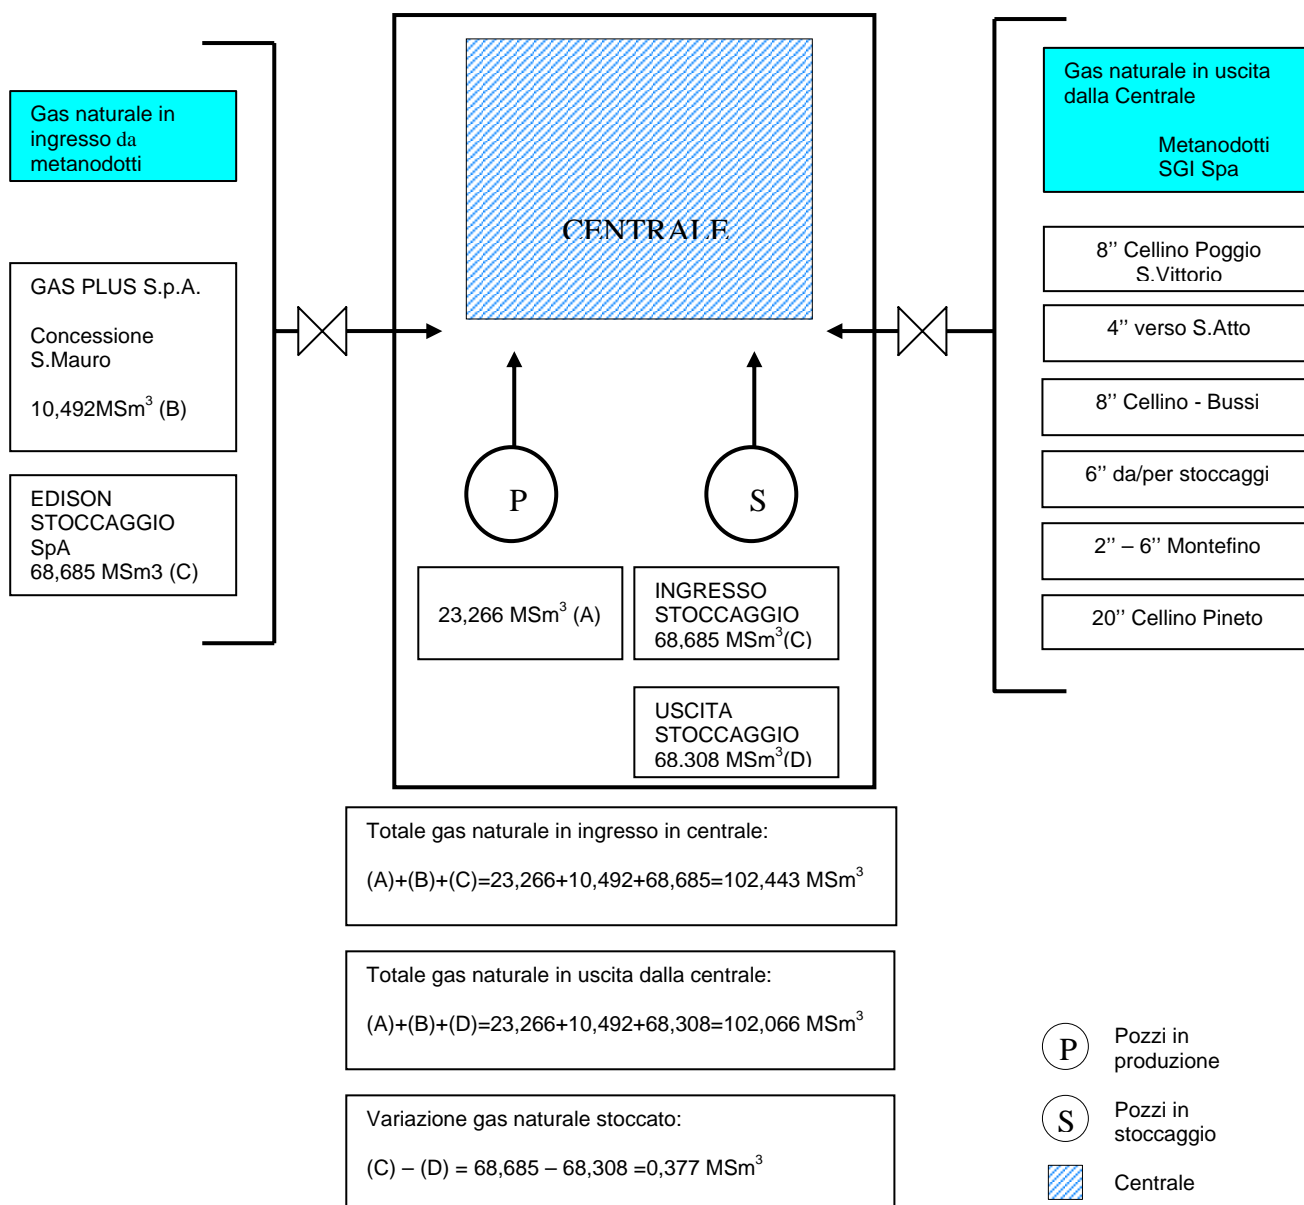 Gas naturale in
ingresso da
metanodotti
GAS PLUS S.p.A.
Concessione
S.Mauro
10,492MSm³ (B)
EDISON
STOCCAGGIO
SpA
68,685 MSm3 (C)
CENTRALE
P
S
23,266 MSm³ (A)
INGRESSO
STOCCAGGIO
68,685 MSm³(C)
USCITA
STOCCAGGIO
68.308 MSm³(D)
Gas naturale in uscita
dalla Centrale
Metanodotti
SGI Spa
8’’ Cellino Poggio
S.Vittorio
4’’ verso S.Atto
8’’ Cellino - Bussi
6’’ da/per stoccaggi
2’’ – 6’’ Montefino
20’’ Cellino Pineto
Totale gas naturale in ingresso in centrale:
(A)+(B)+(C)=23,266+10,492+68,685=102,443 MSm³
Totale gas naturale in uscita dalla centrale:
(A)+(B)+(D)=23,266+10,492+68,308=102,066 MSm³
Variazione gas naturale stoccato:
(C) – (D) = 68,685 – 68,308 =0,377 MSm³
P
Pozzi in
produzione
S
Pozzi in
stoccaggio
Centrale